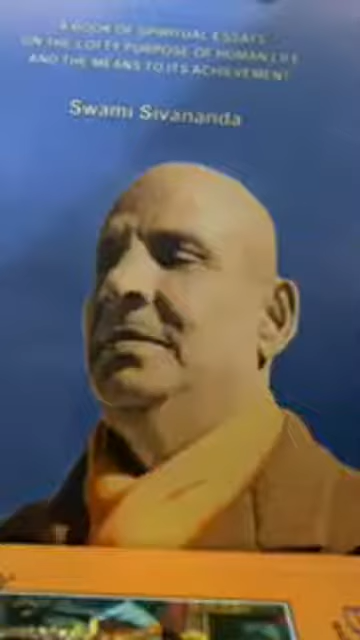 A BOOK OF SPIRITUAL ESSAYS
ON THE LOFTY PURPOSE OF HUMAN LIFE
AND THE MEANS TO ITS ACHIEVEMENT
Swami Sivananda